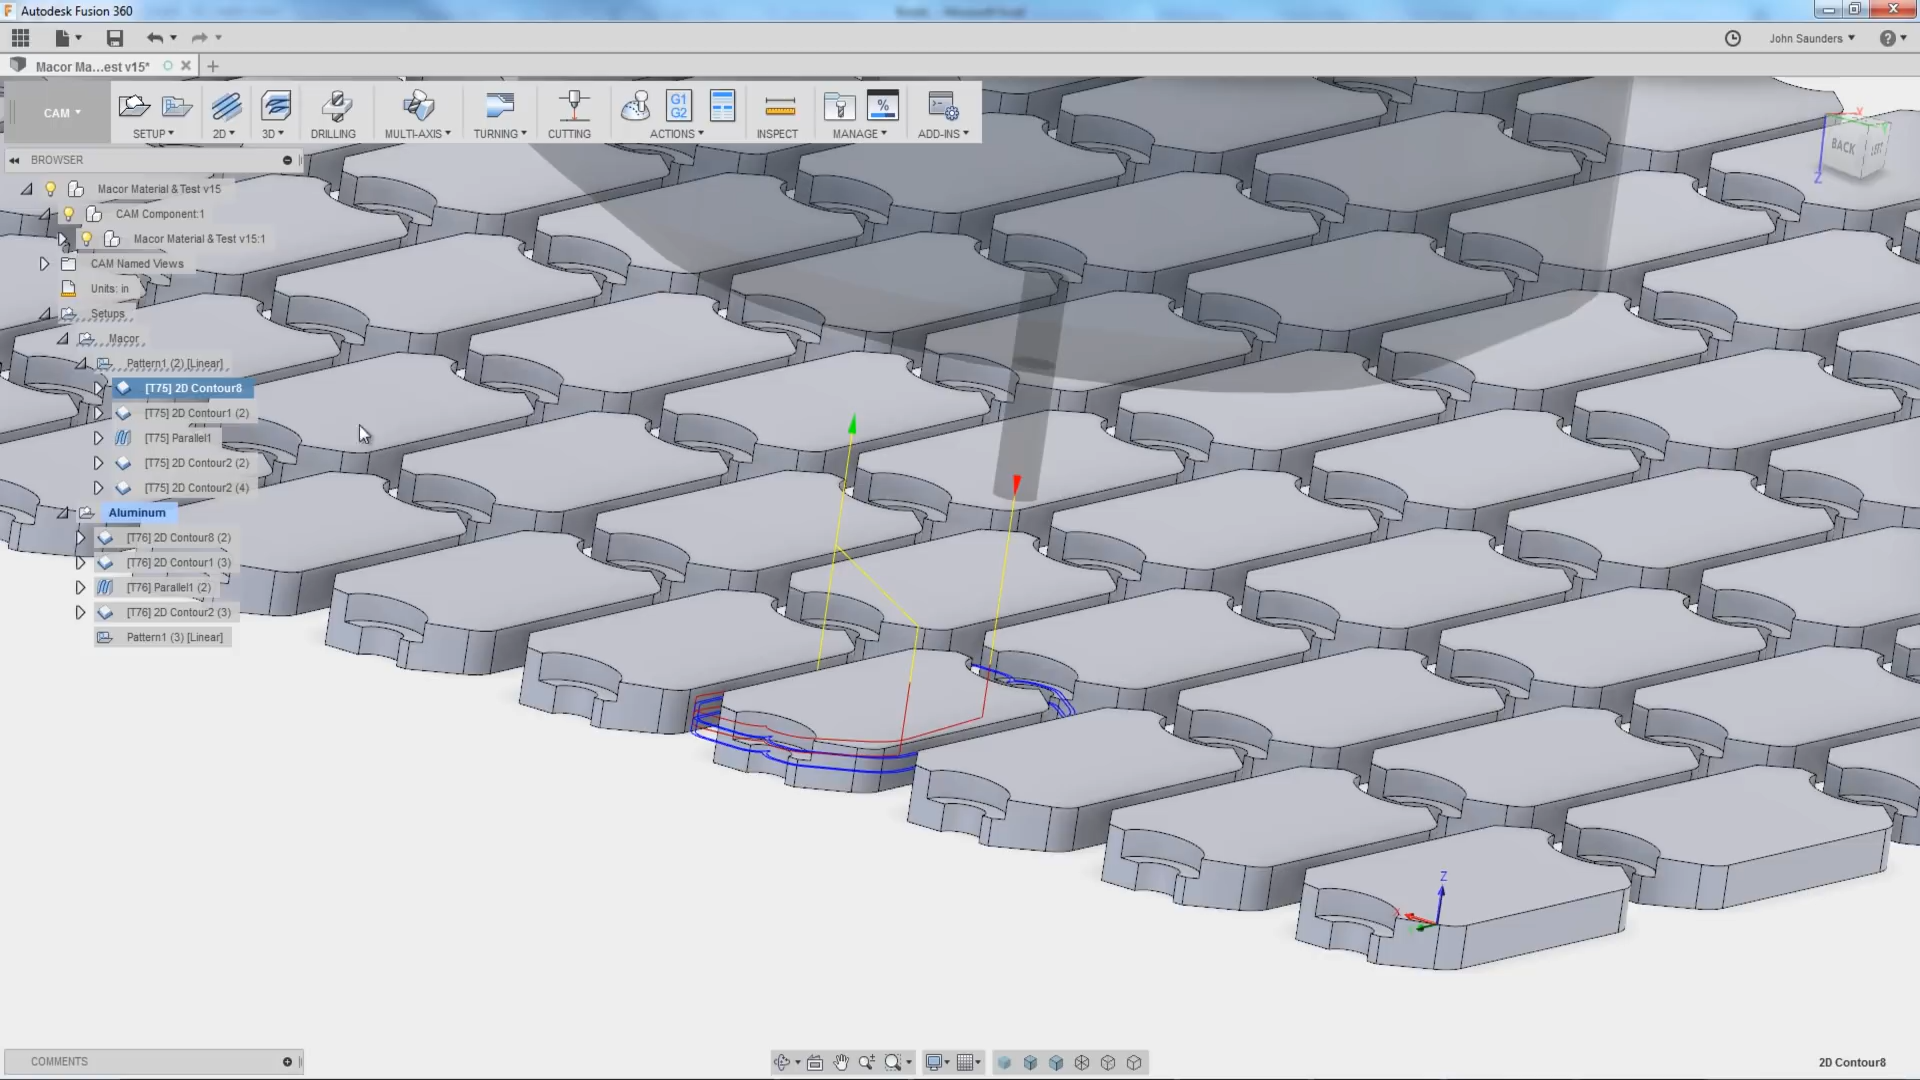 Autodesk Fusion 360
John Saunders
Macor Ma...est v15*
CAM
SETUP
2D
3D
DRILLING
MULTI-AXIS
TURNING
CUTTING
G1
G2
ACTIONS
INSPECT
%
MANAGE
ADD-INS
BROWSER
Macor Material & Test v15
CAM Component:1
Macor Material & Test v15:1
CAM Named Views
Units: in
Setups
Macor
Pattern1 (2) [Linear]
[T75] 2D Contour8
[T75] 2D Contour1 (2)
[T75] Parallel1
[T75] 2D Contour2 (2)
[T75] 2D Contour2 (4)
Aluminum
[T76] 2D Contour8 (2)
[T76] 2D Contour1 (3)
[T76] Parallel1 (2)
[T76] 2D Contour2 (3)
Pattern1 (3) [Linear]
BACK
LEFT
Z
Z
COMMENTS
2D Contour8